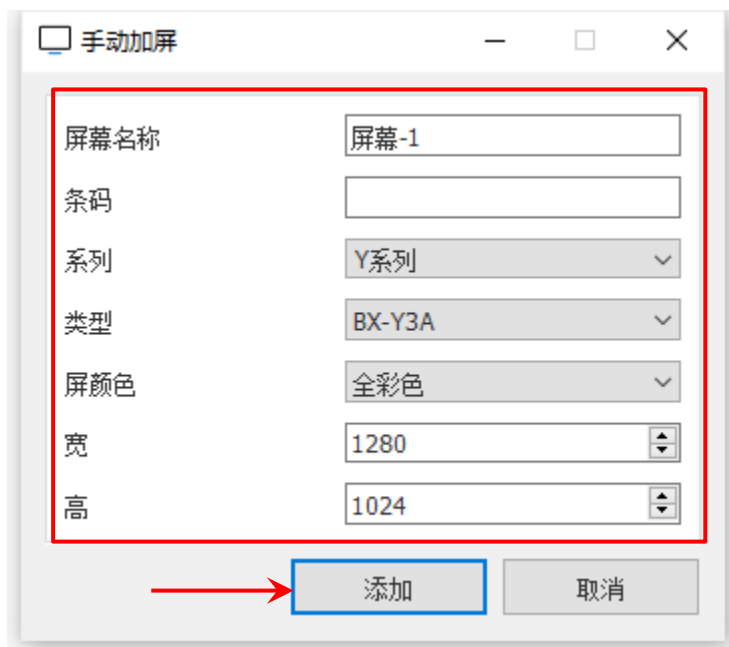 手动加屏
屏幕名称 屏幕-1
条码
系列 Y系列
类型 BX-Y3A
屏颜色 全彩色
宽 1280
高 1024
添加 取消